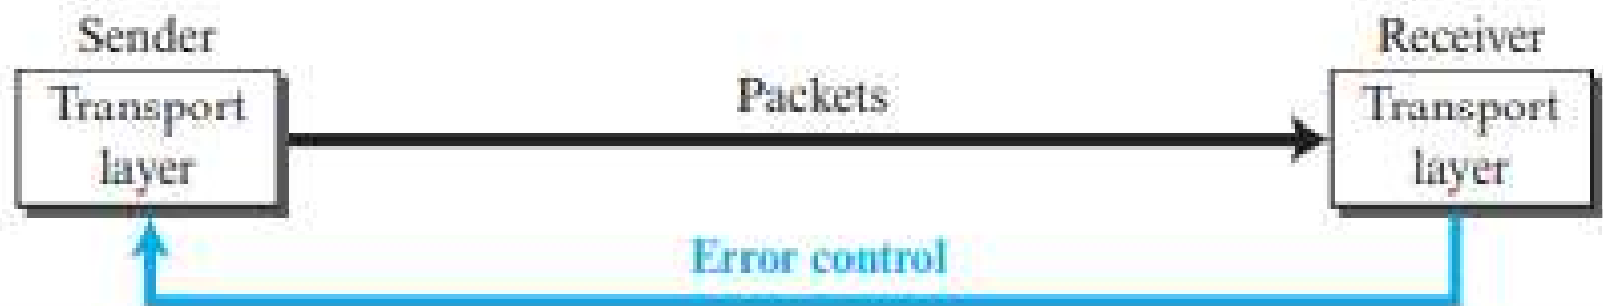 Sender
Receiver
Transport
layer
Packets
Transport
layer
Error control